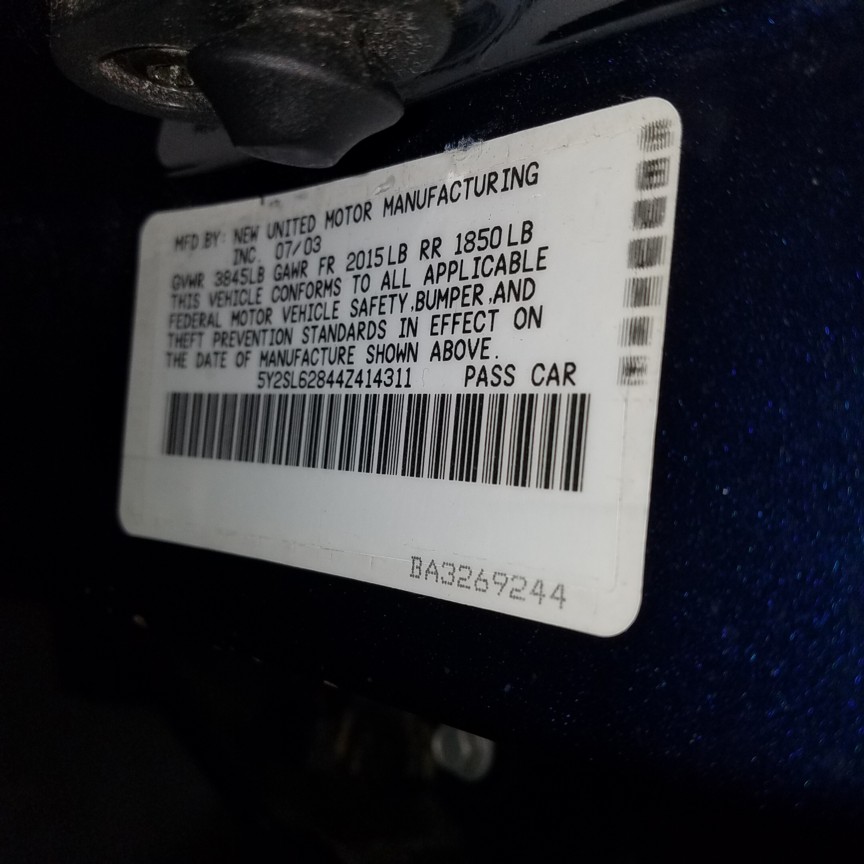 MFD.BY: NEW UNITED MOTOR MANUFACTURING
INC. 07/03
GVWR 3845LB GAWR FR 2015LB RR 1850LB
THIS VEHICLE CONFORMS TO ALL APPLICABLE
FEDERAL MOTOR VEHICLE SAFETY,BUMPER,AND
THEFT PREVENTION STANDARDS IN EFFECT ON
THE DATE OF MANUFACTURE SHOWN ABOVE.
5Y2SL62844Z414311 PASS CAR
BA3269244